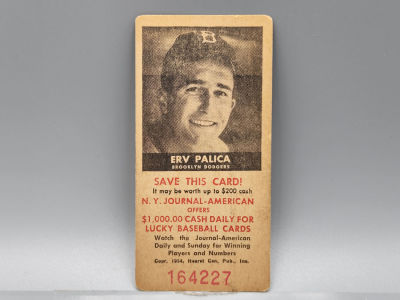 B
ERV PALICA
BROOKLYN DODGERS
SAVE THIS CARD!
It may be worth up to $200 cash
N. Y. JOURNAL-AMERICAN
OFFERS
$1,000.00 CASH DAILY FOR
LUCKY BASEBALL CARDS
Watch the Journal-American
Daily and Sunday for Winning
Players and Numbers
Copr. 1954, Hearst Con. Pub., Inc.
164227